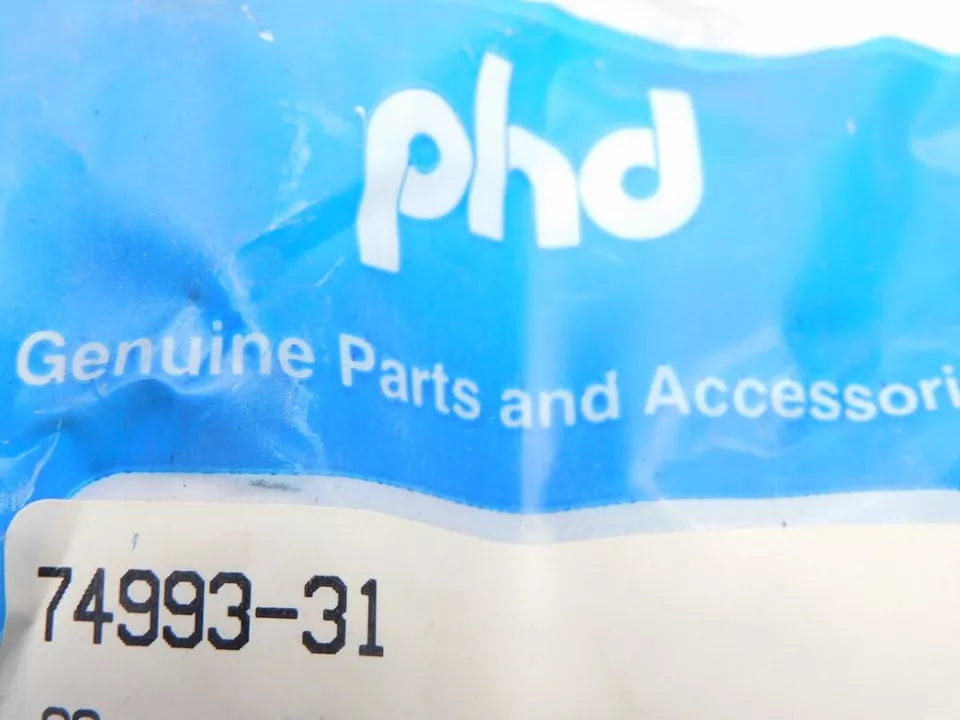 phd
Genuine Parts and Accessori
74993-31